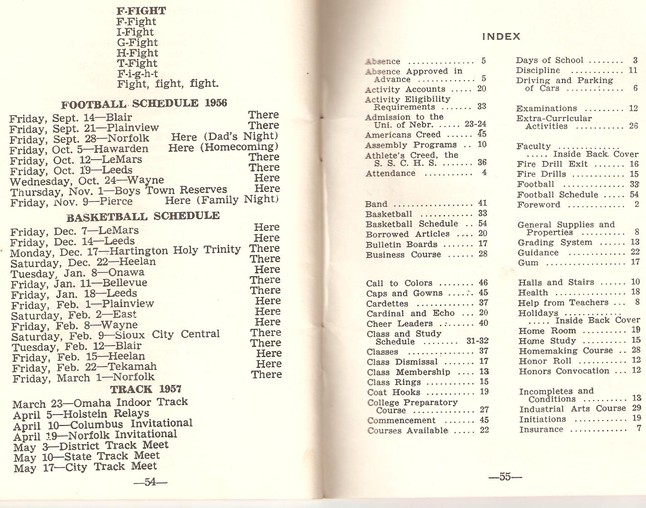 F-FIGHT
F-Fight
I-Fight
G-Fight
H-Fight
T-Fight
F-i-g-h-t
Fight, fight, fight.
FOOTBALL SCHEDULE 1956
Friday, Sept. 14—Blair There
Friday, Sept. 21—Plainview There
Friday, Sept. 28—Norfolk Here (Dad's Night)
Friday, Oct. 5—Hawarden Here (Homecoming)
Friday, Oct. 12—LeMars There
Friday, Oct. 19—Leeds There
Wednesday, Oct. 24—Wayne Here
Thursday, Nov. 1—Boys Town Reserves Here
Friday, Nov. 9—Pierce Here (Family Night)
BASKETBALL SCHEDULE
Friday, Dec. 7—LeMars Here
Friday, Dec. 14—Leeds Here
Monday, Dec. 17—Hartington Holy Trinity There
Saturday, Dec. 22—Heelan There
Tuesday, Jan. 8—Onawa Here
Friday, Jan. 11—Bellevue There
Friday, Jan. 18—Leeds There
Friday, Feb. 1—Plainview Here
Saturday, Feb. 2—East Here
Friday, Feb. 8—Wayne Here
Saturday, Feb. 9—Sioux City Central There
Tuesday, Feb. 12—Blair There
Friday, Feb. 15—Heelan Here
Friday, Feb. 22—Tekamah Here
Friday, March 1—Norfolk There
TRACK 1957
March 23—Omaha Indoor Track
April 5—Holstein Relays
April 10—Columbus Invitational
April 19—Norfolk Invitational
May 3—District Track Meet
May 10—State Track Meet
May 17—City Track Meet
—54—
INDEX
Absence ............... 5
Absence Approved in
Advance .............. 5
Activity Accounts .... 20
Activity Eligibility
Requirements ....... 33
Admission to the
Uni. of Nebr. .... 23-24
Americans Creed ..... 45
Assembly Programs .. 10
Athlete's Creed, the
S. S. C. H. S. ........ 36
Attendance ........... 4
Band ................. 41
Basketball ............ 33
Basketball Schedule .. 54
Borrowed Articles .... 20
Bulletin Boards ...... 17
Business Course ...... 28
Call to Colors ........ 46
Caps and Gowns ..... 45
Cardettes ............. 37
Cardinal and Echo ... 20
Cheer Leaders ........ 40
Class and Study
Schedule ......... 31-32
Classes ............... 37
Class Dismissal ...... 17
Class Membership .... 13
Class Rings ........... 15
Coat Hooks ........... 19
College Preparatory
Course .............. 27
Commencement ...... 45
Courses Available ..... 22
Days of School ....... 3
Discipline ............ 11
Driving and Parking
of Cars .............. 6
Examinations ......... 12
Extra-Curricular
Activities ........... 26
Faculty ..............
..... Inside Back Cover
Fire Drill Exit ....... 16
Fire Drills ............ 15
Football .............. 33
Football Schedule ..... 54
Foreword ............. 2
General Supplies and
Properties .......... 8
Grading System ...... 13
Guidance ............. 22
Gum .................. 17
Halls and Stairs ...... 10
Health ................ 18
Help from Teachers .. 8
Holidays .............
..... Inside Back Cover
Home Room .......... 19
Home Study .......... 15
Homemaking Course .. 28
Honor Roll ........... 12
Honors Convocation .. 12
Incompletes and
Conditions .......... 13
Industrial Arts Course 29
Initiations ............ 19
Insurance ............. 7
—55—